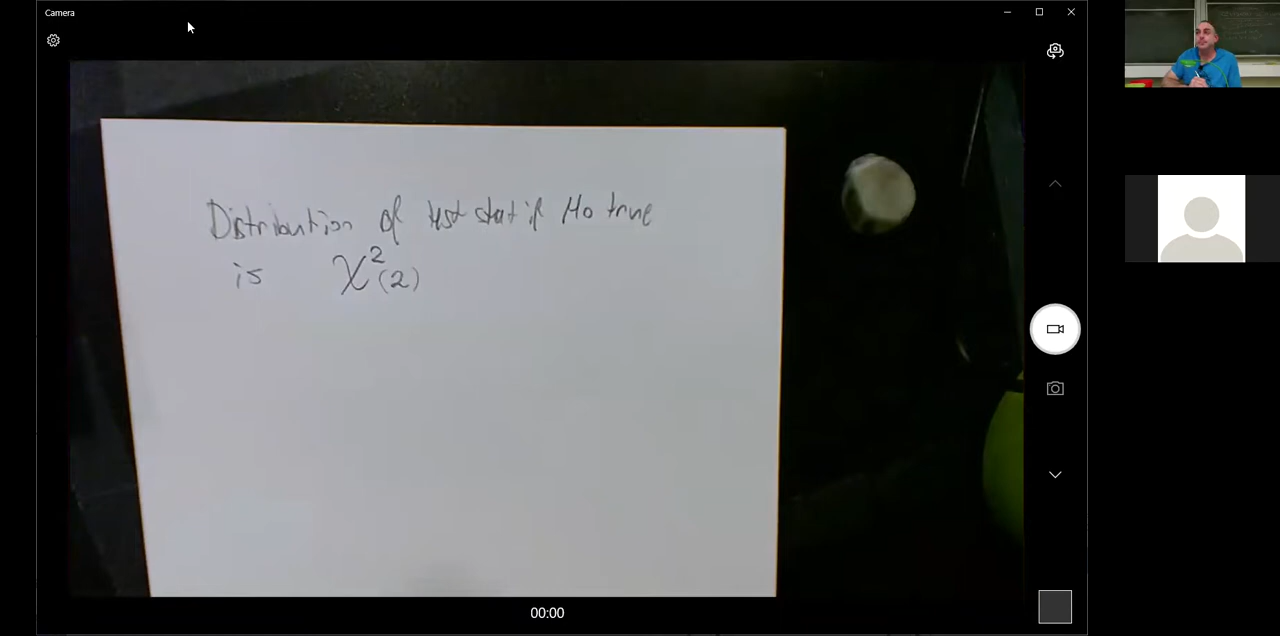 Camera
Distribution of test stat if Ho true
is χ²(2)
00:00